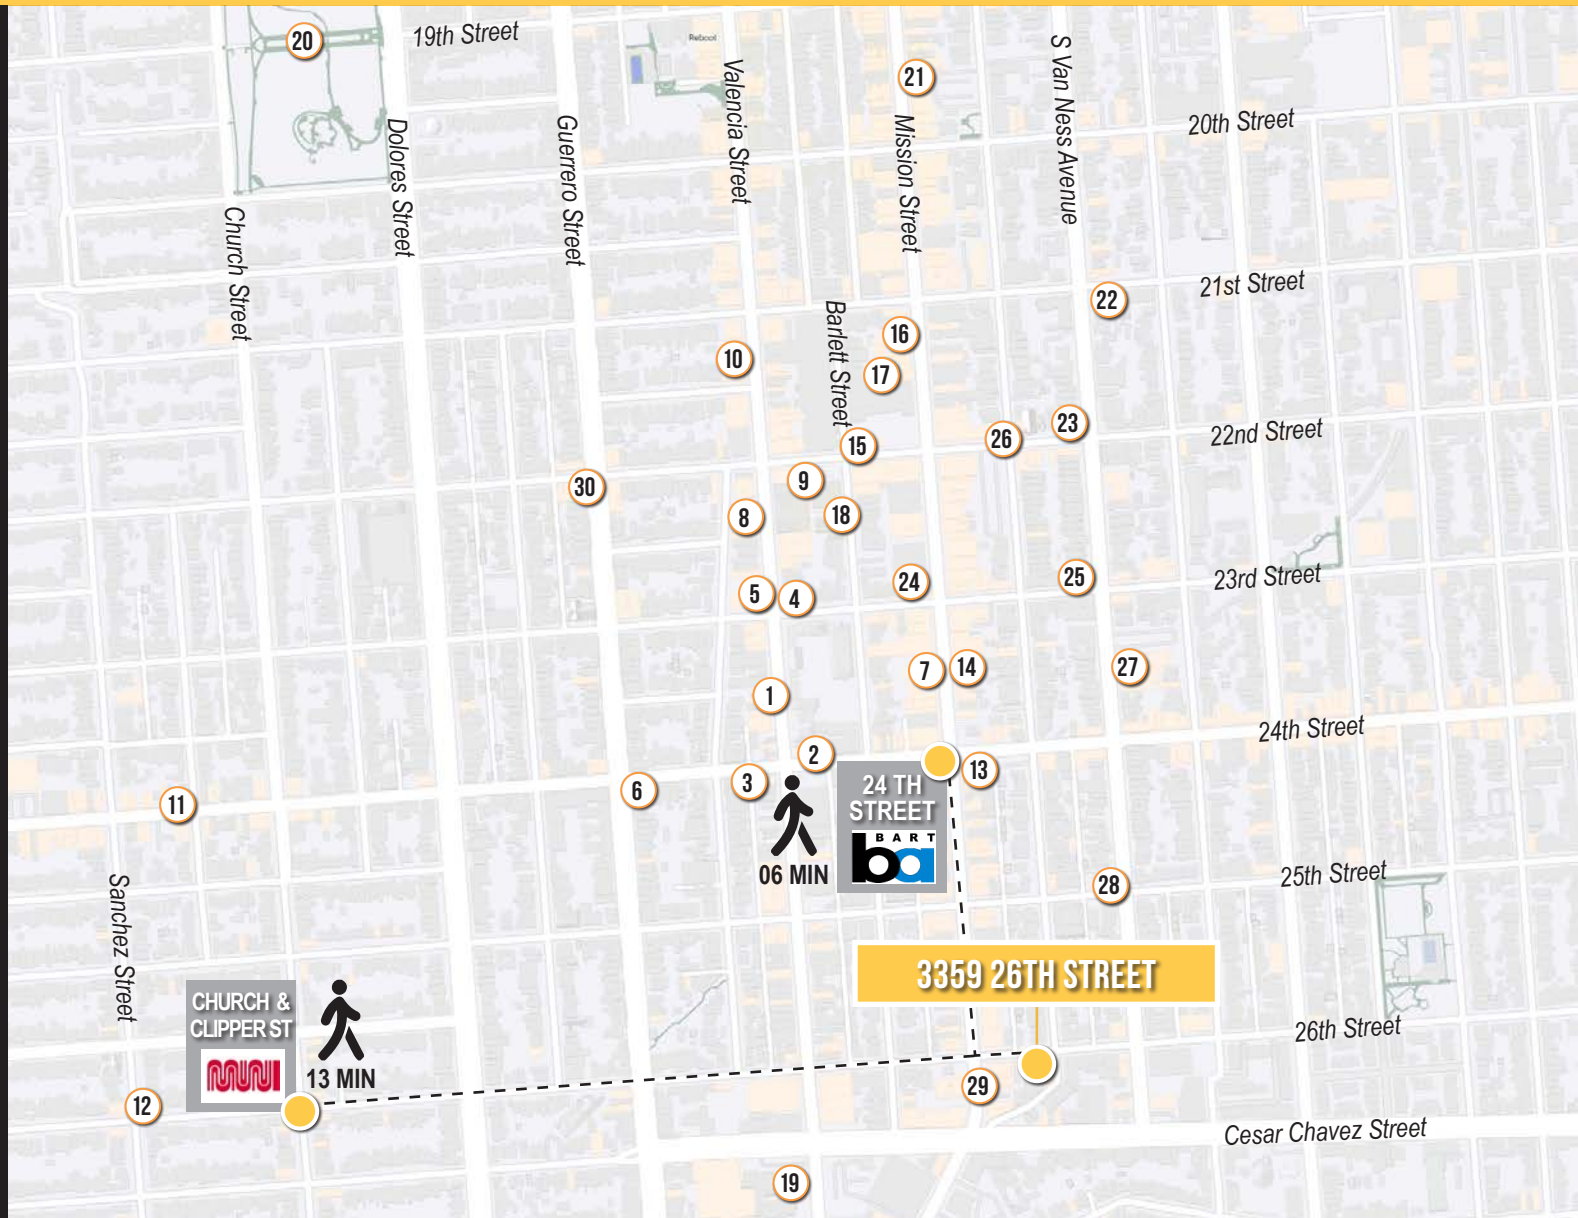 20
19th Street
Reboot
Valencia Street
21
S Van Ness Avenue
20th Street
Dolores Street
Guerrero Street
Mission Street
Church Street
21st Street
22
Barlett Street
16
10
17
23
22nd Street
26
15
30
9
8
18
23rd Street
25
24
5
4
7
14
27
1
24th Street
2
13
3
6
11
24 TH
STREET
BART
ba
06 MIN
25th Street
28
Sanchez Street
3359 26TH STREET
CHURCH &
CLIPPER ST
MUNI
13 MIN
26th Street
29
12
Cesar Chavez Street
19